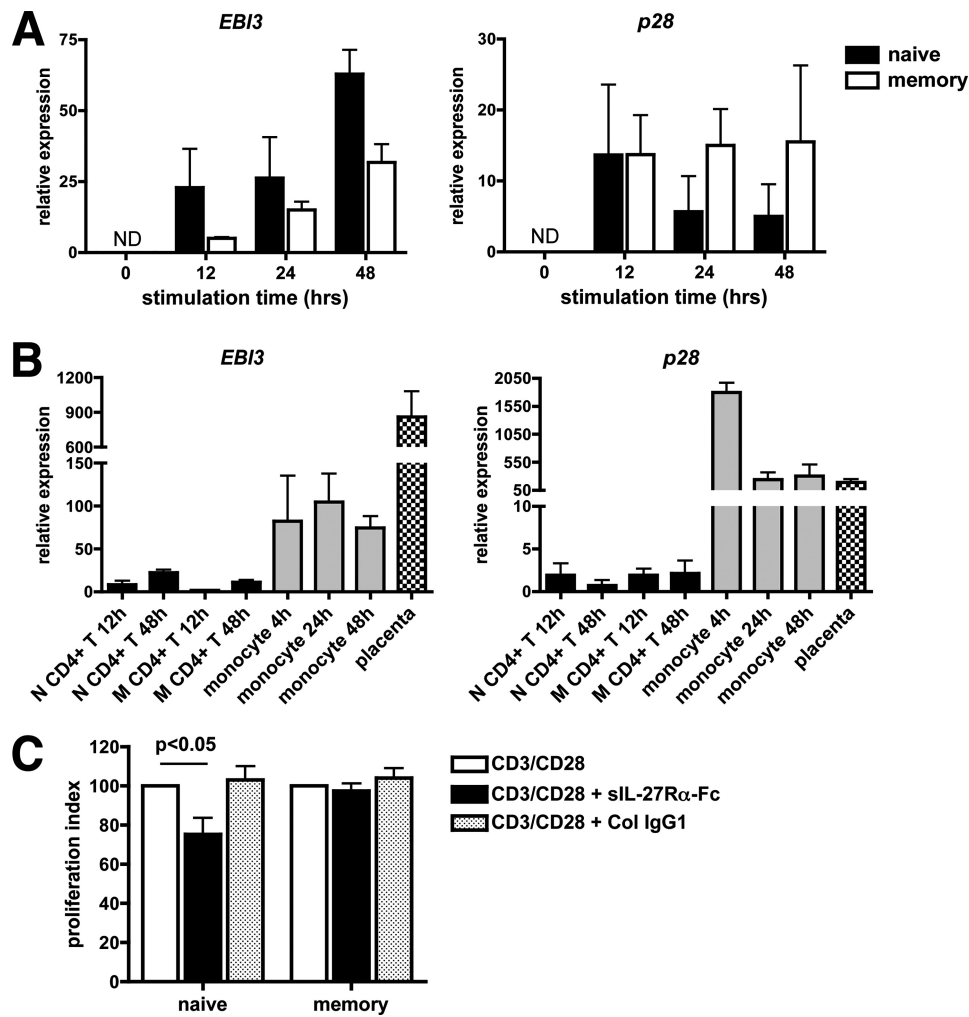 A
EBI3
relative expression
75
50
25
0
ND
0 12 24 48
stimulation time (hrs)
p28
relative expression
30
20
10
0
ND
0 12 24 48
stimulation time (hrs)
naive
memory
B
EBI3
relative expression
1200
900
600
150
100
50
0
N CD4+ T 12h
N CD4+ T 48h
M CD4+ T 12h
M CD4+ T 48h
monocyte 4h
monocyte 24h
monocyte 48h
placenta
p28
relative expression
2050
1550
1050
550
50
10
5
0
N CD4+ T 12h
N CD4+ T 48h
M CD4+ T 12h
M CD4+ T 48h
monocyte 4h
monocyte 24h
monocyte 48h
placenta
C
proliferation index
120
100
80
60
40
20
0
p<0.05
naive memory
CD3/CD28
CD3/CD28 + sIL-27Rα-Fc
CD3/CD28 + Col IgG1